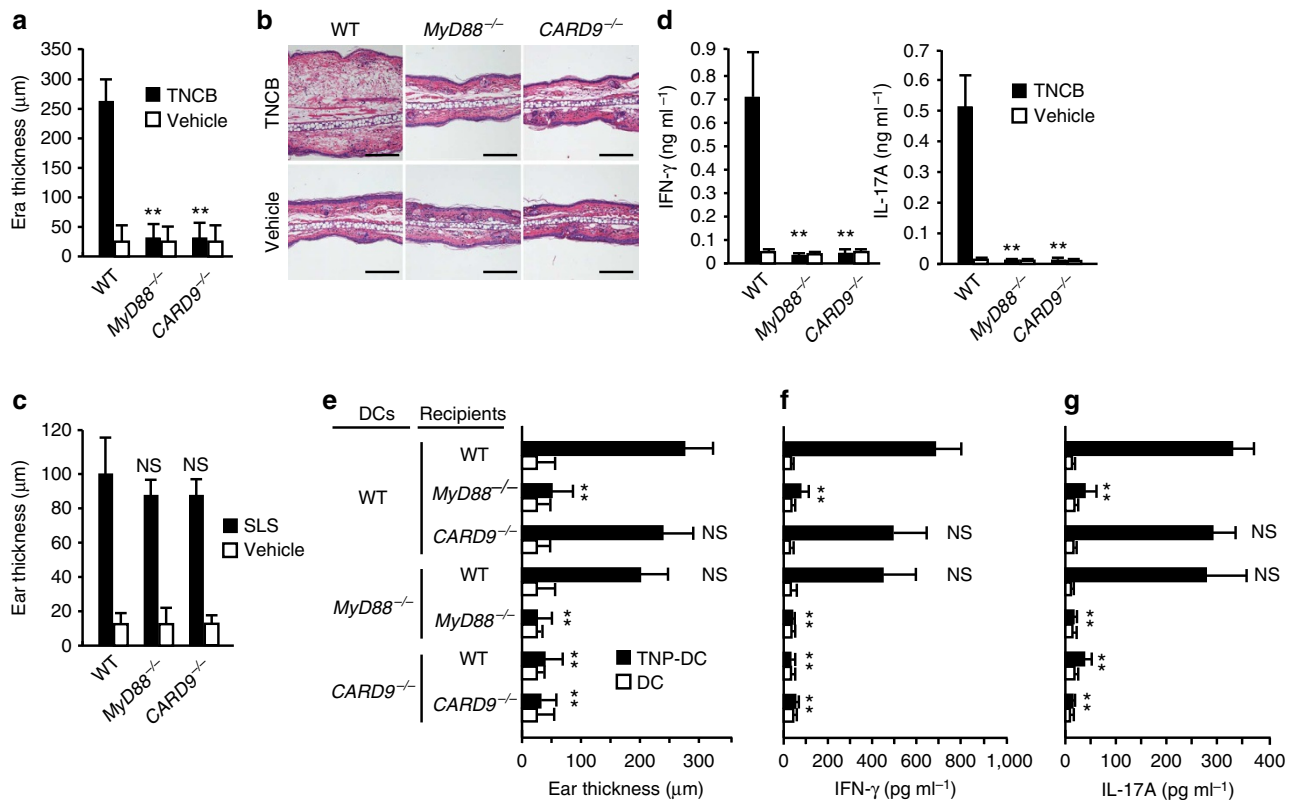 a
Era thickness (μm)
350
300
250
200
150
100
50
0
TNCB
Vehicle
**
**
WT
MyD88⁻/⁻
CARD9⁻/⁻
b
WT
MyD88⁻/⁻
CARD9⁻/⁻
TNCB
Vehicle
d
IFN-γ (ng ml⁻¹)
0.9
0.8
0.7
0.6
0.5
0.4
0.3
0.2
0.1
0
**
**
WT
MyD88⁻/⁻
CARD9⁻/⁻
IL-17A (ng ml⁻¹)
0.7
0.6
0.5
0.4
0.3
0.2
0.1
0
TNCB
Vehicle
**
**
WT
MyD88⁻/⁻
CARD9⁻/⁻
c
Ear thickness (μm)
120
100
80
60
40
20
0
NS
NS
SLS
Vehicle
WT
MyD88⁻/⁻
CARD9⁻/⁻
e
DCs
Recipients
WT
WT
MyD88⁻/⁻
**
CARD9⁻/⁻
NS
MyD88⁻/⁻
WT
NS
MyD88⁻/⁻
**
CARD9⁻/⁻
WT
**
CARD9⁻/⁻
**
TNP-DC
DC
0 100 200 300
Ear thickness (μm)
f
**
NS
NS
**
**
**
0 200 400 600 800 1,000
IFN-γ (pg ml⁻¹)
g
**
NS
NS
**
**
**
0 100 200 300 400
IL-17A (pg ml⁻¹)